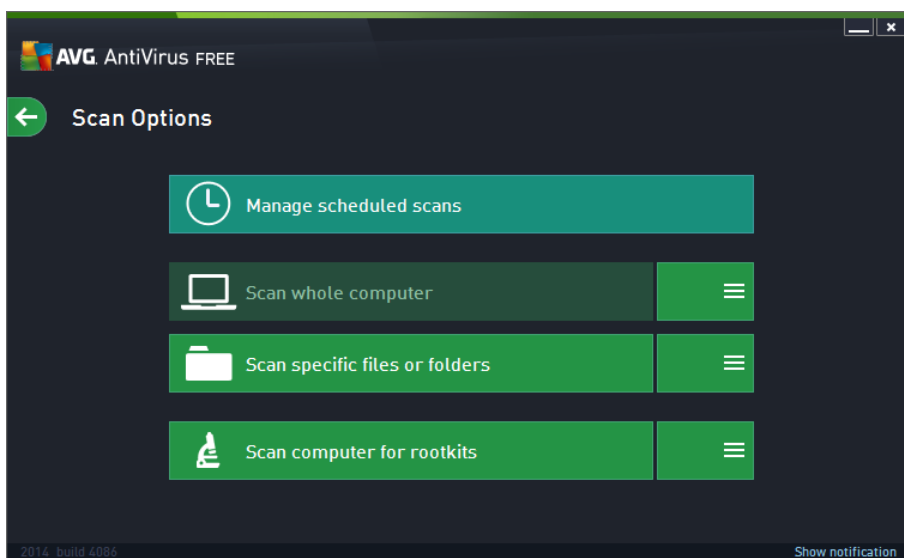 AVG. AntiVirus FREE
Scan Options
Manage scheduled scans
Scan whole computer
Scan specific files or folders
Scan computer for rootkits
2014 build 4086
Show notification